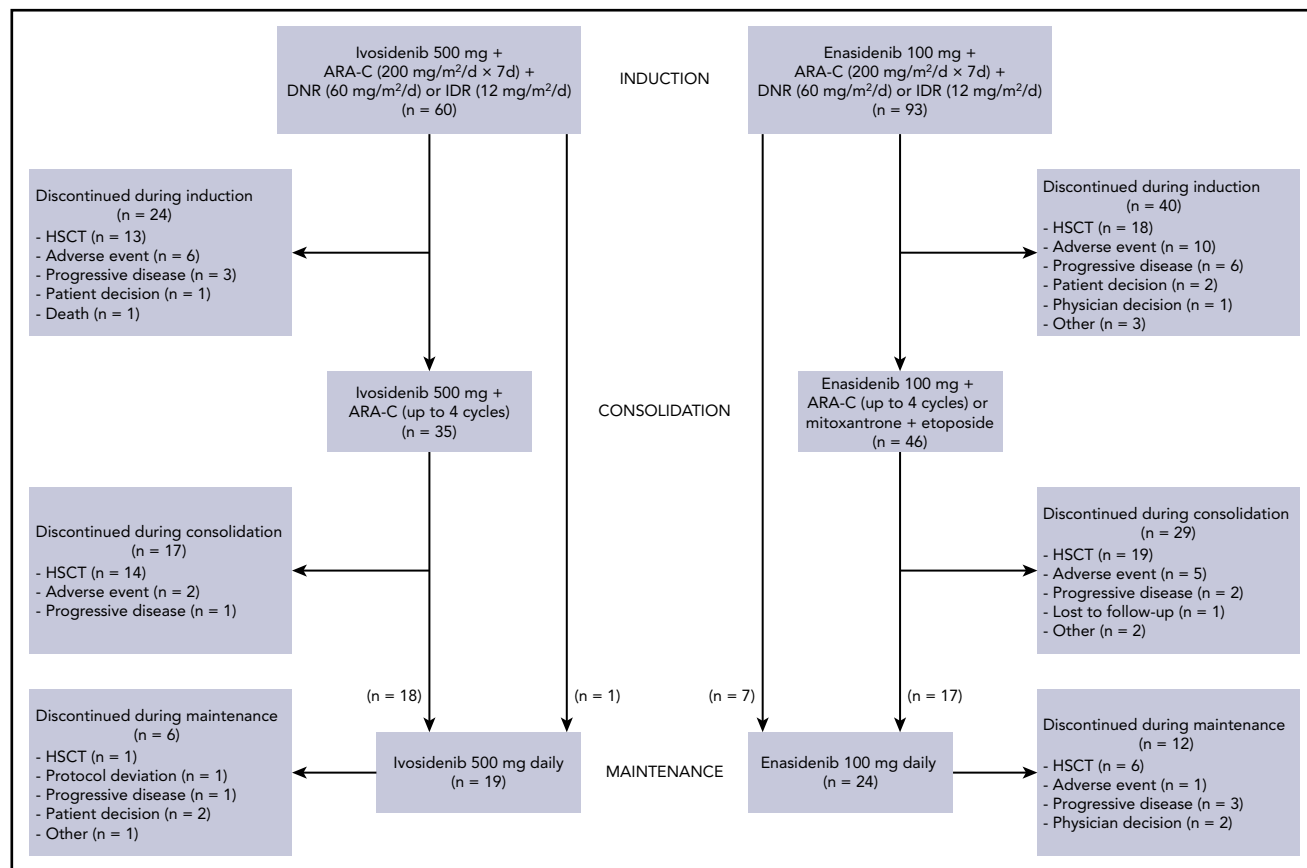 Ivosidenib 500 mg +
ARA-C (200 mg/m²/d × 7d) +
DNR (60 mg/m²/d) or IDR (12 mg/m²/d)
(n = 60)
INDUCTION
Enasidenib 100 mg +
ARA-C (200 mg/m²/d × 7d) +
DNR (60 mg/m²/d) or IDR (12 mg/m²/d)
(n = 93)
Discontinued during induction
(n = 24)
- HSCT (n = 13)
- Adverse event (n = 6)
- Progressive disease (n = 3)
- Patient decision (n = 1)
- Death (n = 1)
Discontinued during induction
(n = 40)
- HSCT (n = 18)
- Adverse event (n = 10)
- Progressive disease (n = 6)
- Patient decision (n = 2)
- Physician decision (n = 1)
- Other (n = 3)
Ivosidenib 500 mg +
ARA-C (up to 4 cycles)
(n = 35)
CONSOLIDATION
Enasidenib 100 mg +
ARA-C (up to 4 cycles) or
mitoxantrone + etoposide
(n = 46)
Discontinued during consolidation
(n = 17)
- HSCT (n = 14)
- Adverse event (n = 2)
- Progressive disease (n = 1)
Discontinued during consolidation
(n = 29)
- HSCT (n = 19)
- Adverse event (n = 5)
- Progressive disease (n = 2)
- Lost to follow-up (n = 1)
- Other (n = 2)
(n = 18)
(n = 1)
(n = 7)
(n = 17)
Discontinued during maintenance
(n = 6)
- HSCT (n = 1)
- Protocol deviation (n = 1)
- Progressive disease (n = 1)
- Patient decision (n = 2)
- Other (n = 1)
Ivosidenib 500 mg daily
(n = 19)
MAINTENANCE
Enasidenib 100 mg daily
(n = 24)
Discontinued during maintenance
(n = 12)
- HSCT (n = 6)
- Adverse event (n = 1)
- Progressive disease (n = 3)
- Physician decision (n = 2)